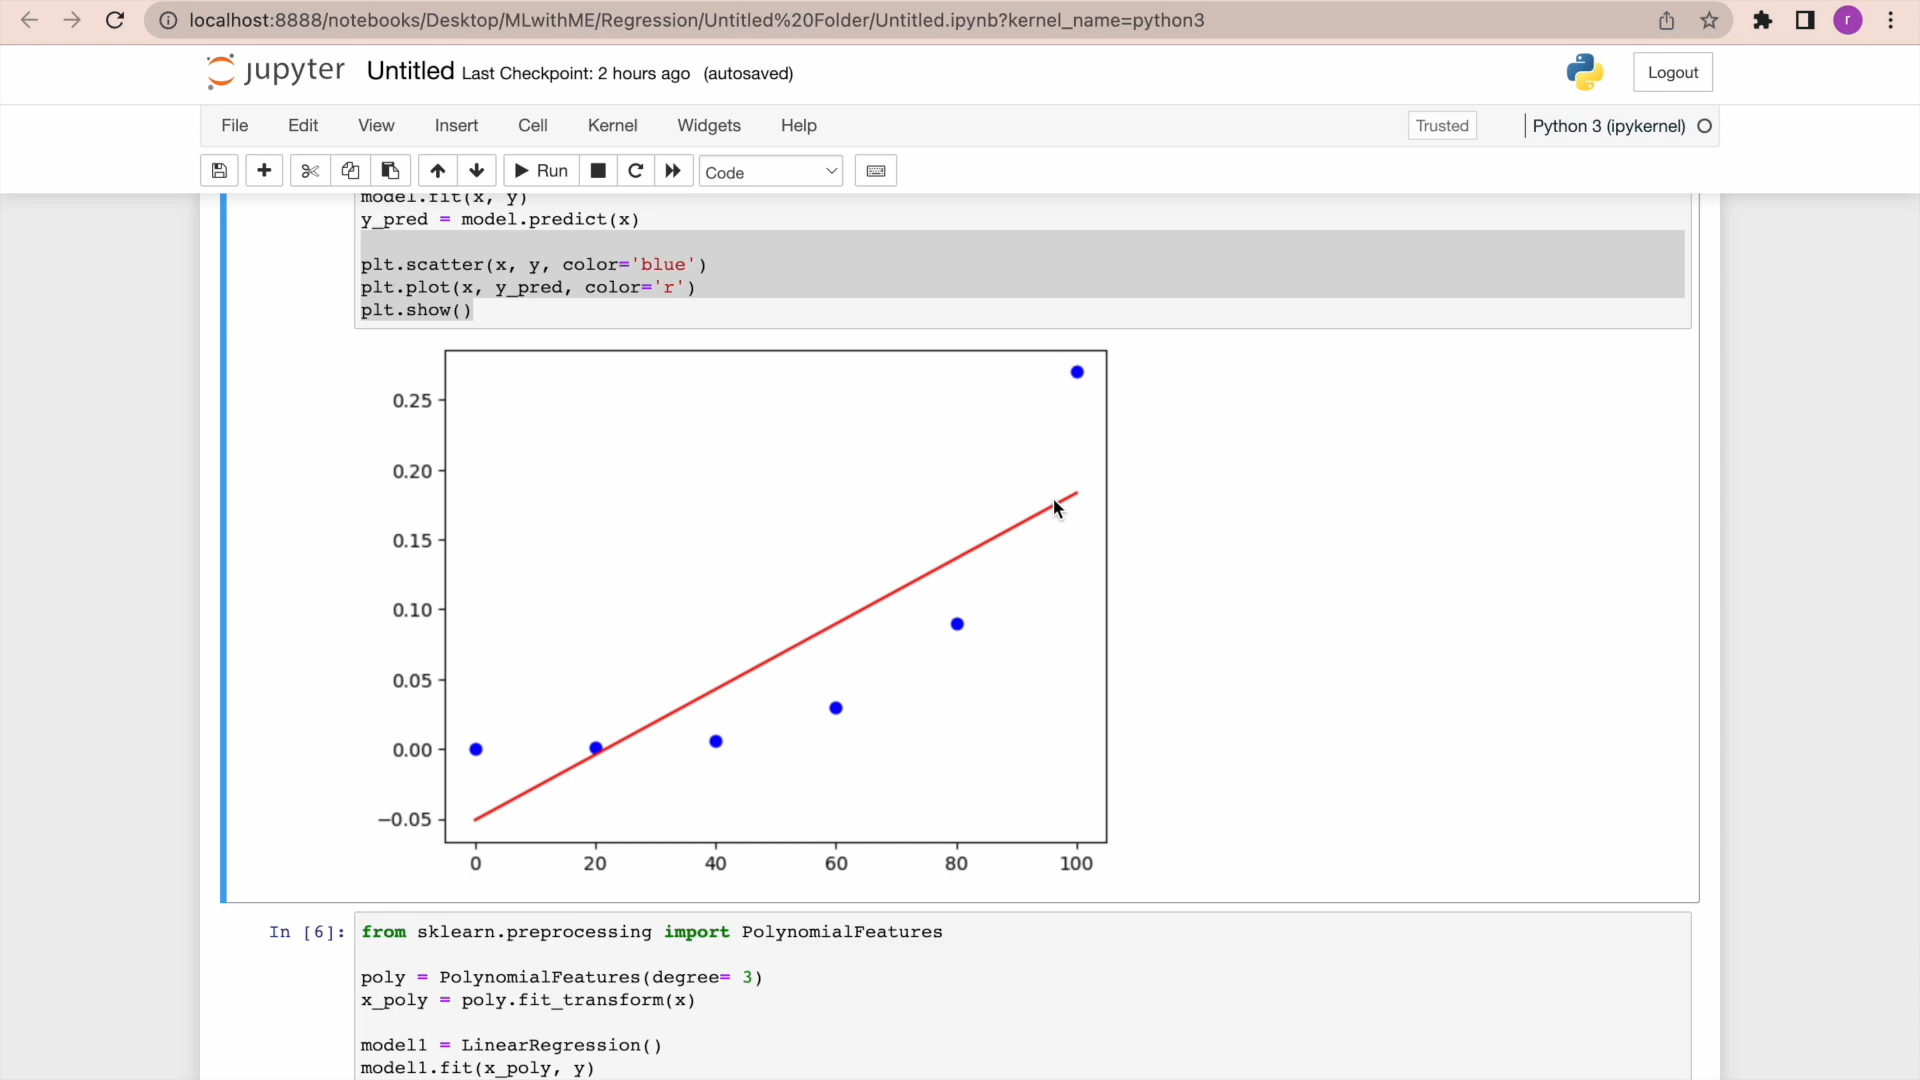 localhost:8888/notebooks/Desktop/MLwithME/Regression/Untitled%20Folder/Untitled.ipynb?kernel_name=python3
r
jupyter Untitled Last Checkpoint: 2 hours ago (autosaved)
Logout
File Edit View Insert Cell Kernel Widgets Help
Trusted
Python 3 (ipykernel)
Run
Code
model.fit(x, y)
y_pred = model.predict(x)
plt.scatter(x, y, color='blue')
plt.plot(x, y_pred, color='r')
plt.show()
0.25
0.20
0.15
0.10
0.05
0.00
−0.05
0 20 40 60 80 100
In [6]: from sklearn.preprocessing import PolynomialFeatures
poly = PolynomialFeatures(degree= 3)
x_poly = poly.fit_transform(x)
model1 = LinearRegression()
model1.fit(x_poly, y)